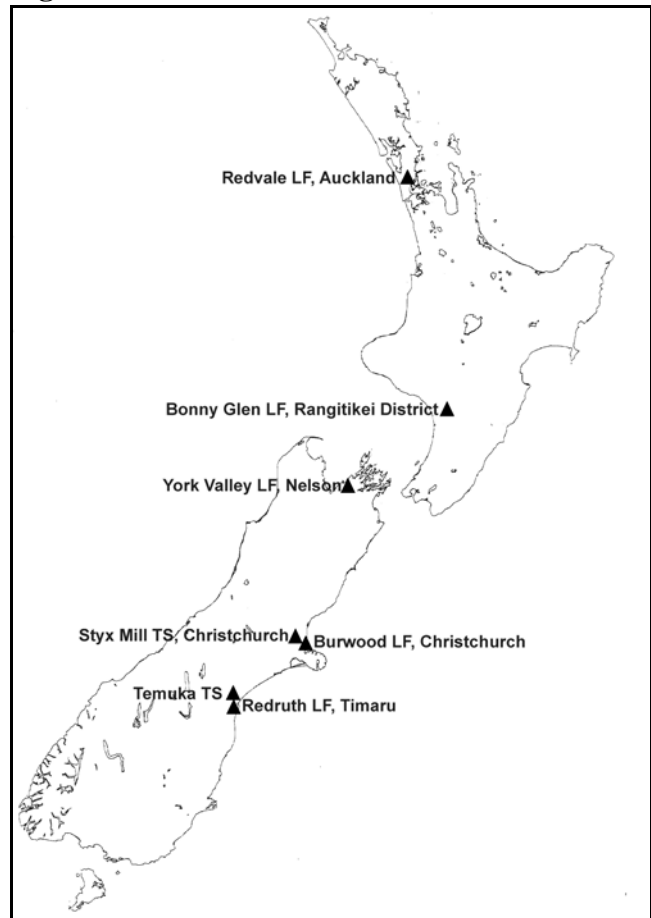 Redvale LF, Auckland
Bonny Glen LF, Rangitikei District
York Valley LF, Nelson
Styx Mill TS, Christchurch
Burwood LF, Christchurch
Temuka TS
Redruth LF, Timaru